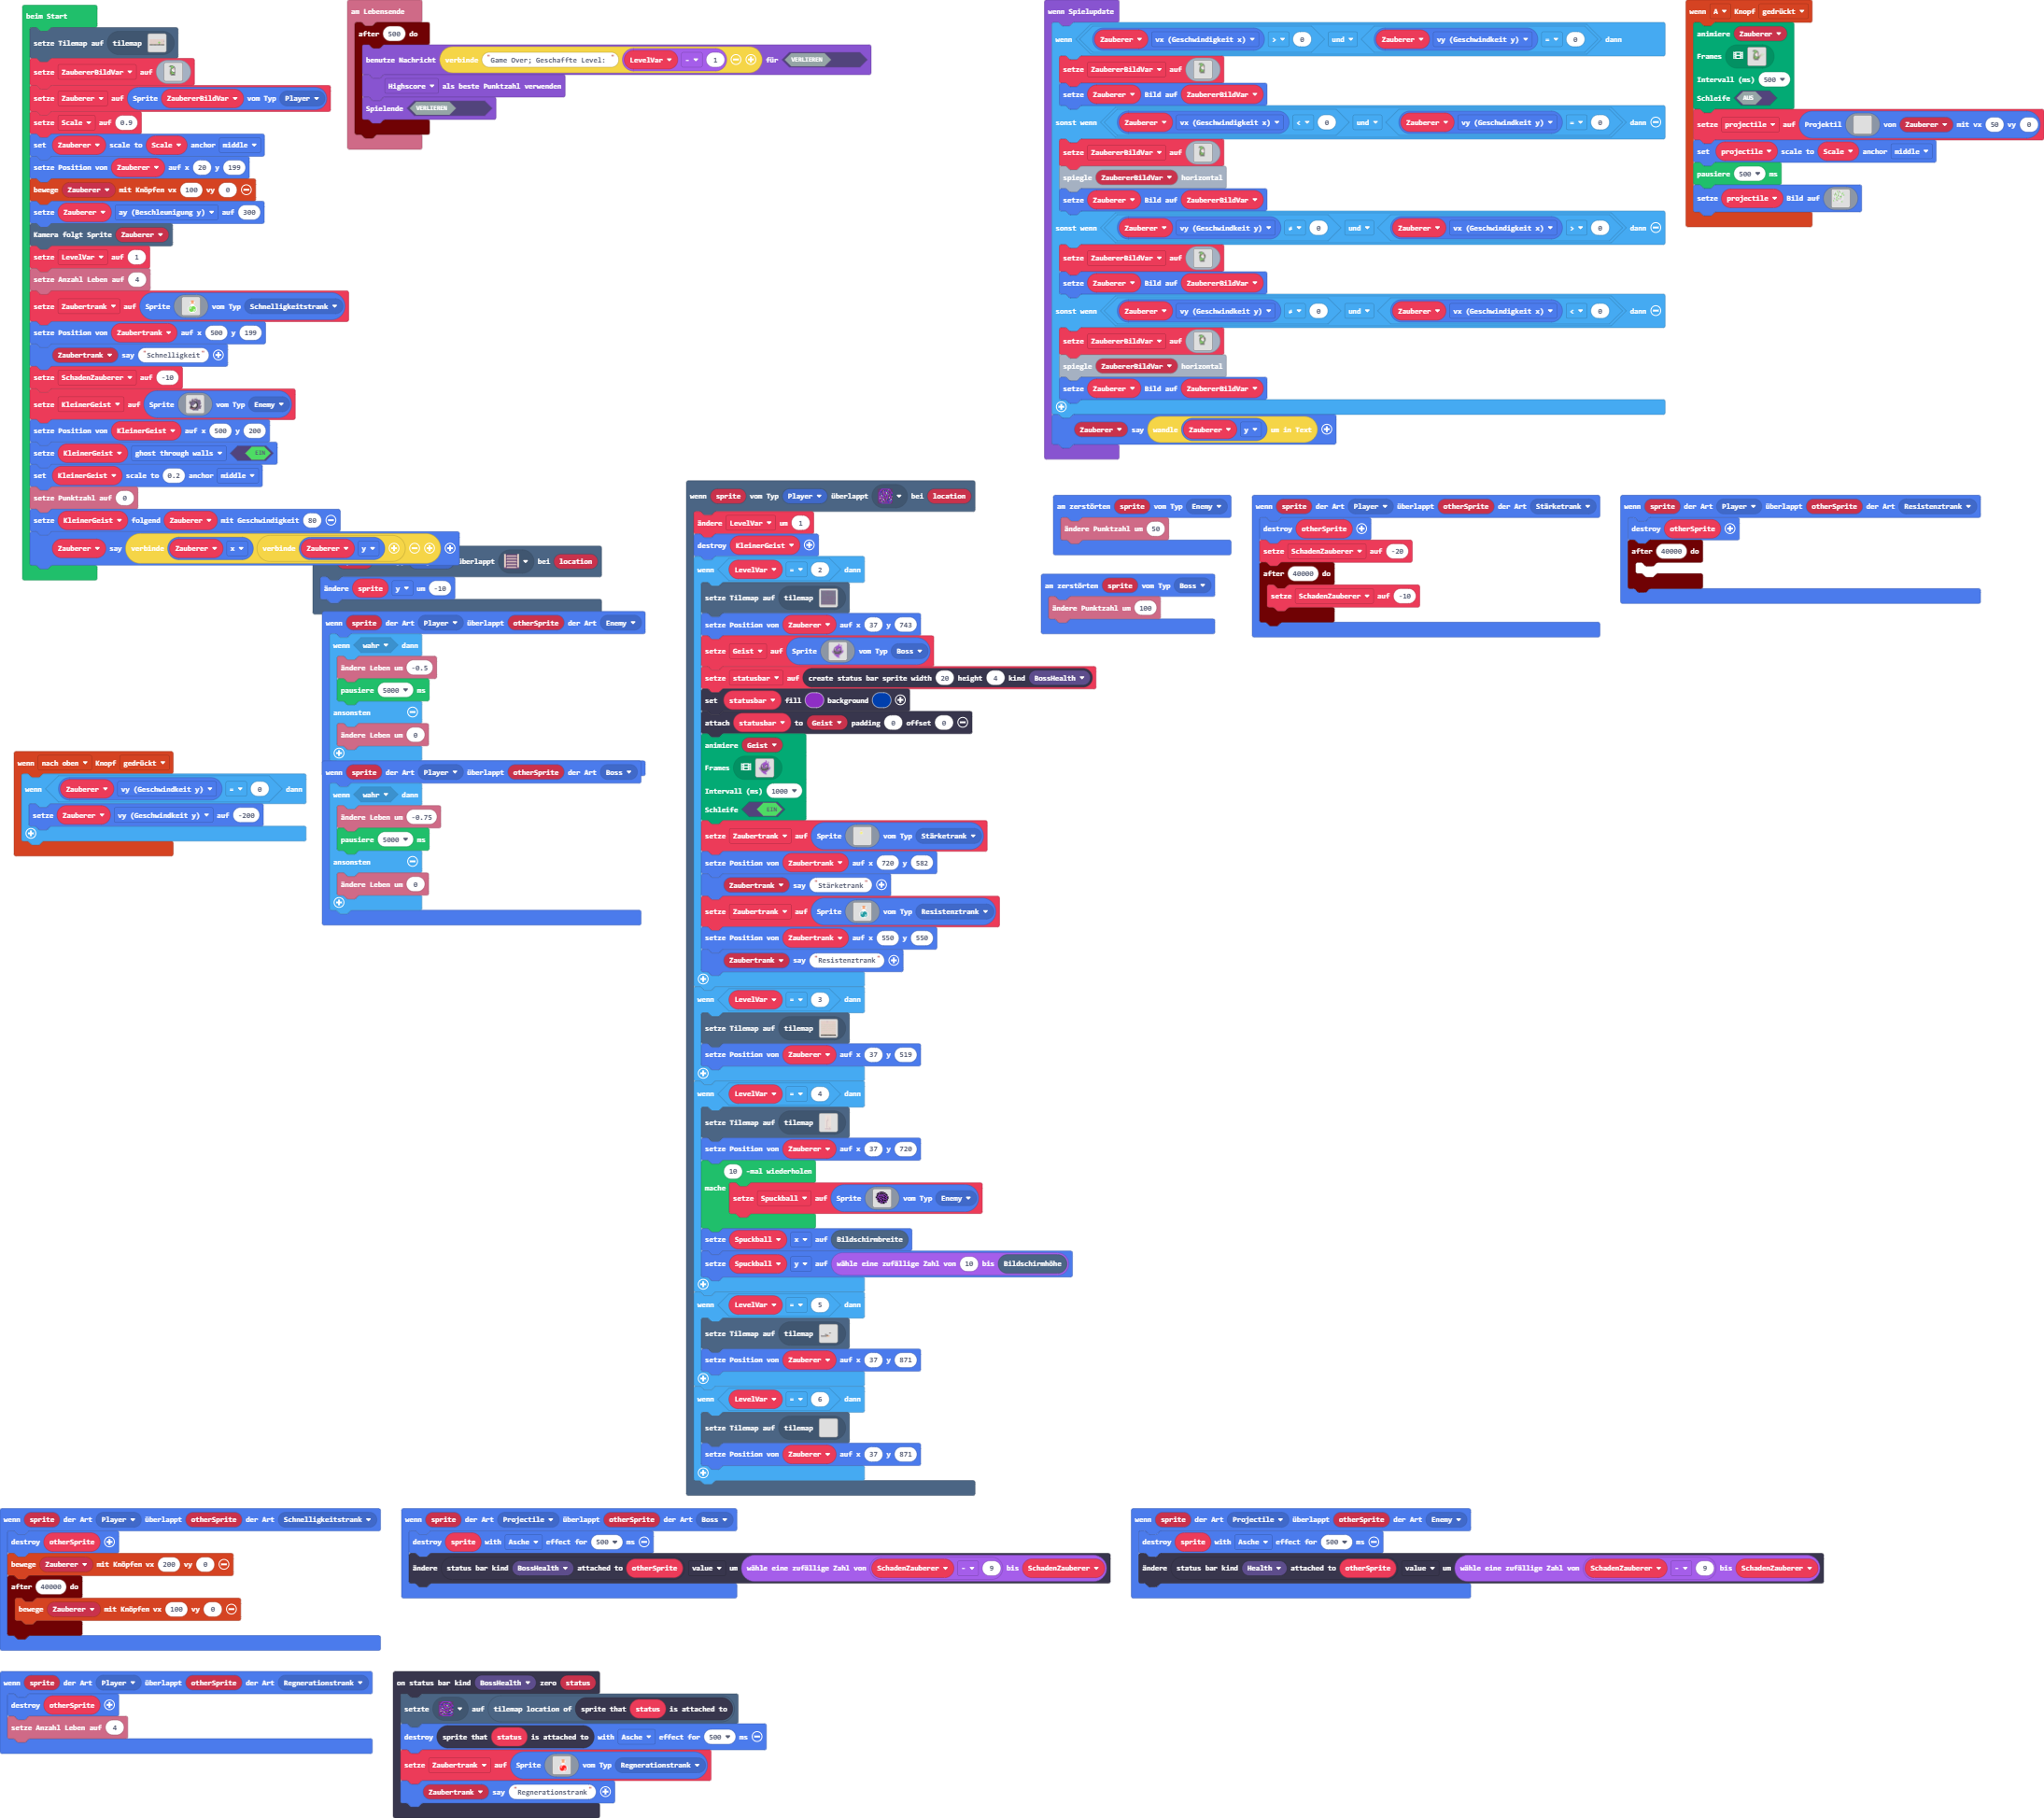 beim Start
setze Tilemap auf tilemap
setze ZaubererBildVar auf
setze Zauberer auf Sprite ZaubererBildVar vom Typ Player
setze Scale auf 0.9
set Zauberer scale to Scale anchor middle
setze Position von Zauberer auf x 20 y 199
bewege Zauberer mit Knöpfen vx 100 vy 0
setze Zauberer ay (Beschleunigung y) auf 300
Kamera folgt Sprite Zauberer
setze LevelVar auf 1
setze Anzahl Leben auf 4
setze Zaubertrank auf Sprite vom Typ Schnelligkeitstrank
setze Position von Zaubertrank auf x 500 y 199
Zaubertrank say "Schnelligkeit"
setze SchadenZauberer auf -10
setze KleinerGeist auf Sprite vom Typ Enemy
setze Position von KleinerGeist auf x 500 y 200
setze KleinerGeist ghost through walls EIN
set KleinerGeist scale to 0.2 anchor middle
setze Punktzahl auf 0
setze KleinerGeist folgend Zauberer mit Geschwindigkeit 80
Zauberer say verbinde Zauberer x verbinde Zauberer y
am Lebensende
after 500 do
benutze Nachricht verbinde "Game Over; Geschaffte Level: " LevelVar - 1 für VERLIEREN
Highscore als beste Punktzahl verwenden
Spielende VERLIEREN
wenn Spielupdate
wenn Zauberer vx (Geschwindigkeit x) > 0 und Zauberer vy (Geschwindkeit y) = 0 dann
setze ZaubererBildVar auf
setze Zauberer Bild auf ZaubererBildVar
sonst wenn Zauberer vx (Geschwindigkeit x) < 0 und Zauberer vy (Geschwindkeit y) = 0 dann
setze ZaubererBildVar auf
spiegle ZaubererBildVar horizontal
setze Zauberer Bild auf ZaubererBildVar
sonst wenn Zauberer vy (Geschwindkeit y) ≠ 0 und Zauberer vx (Geschwindigkeit x) > 0 dann
setze ZaubererBildVar auf
setze Zauberer Bild auf ZaubererBildVar
sonst wenn Zauberer vy (Geschwindkeit y) ≠ 0 und Zauberer vx (Geschwindigkeit x) < 0 dann
setze ZaubererBildVar auf
spiegle ZaubererBildVar horizontal
setze Zauberer Bild auf ZaubererBildVar
Zauberer say wandle Zauberer y um in Text
wenn A Knopf gedrückt
animiere Zauberer
Frames
Intervall (ms) 500
Schleife AUS
setze projectile auf Projektil von Zauberer mit vx 50 vy 0
set projectile scale to Scale anchor middle
pausiere 500 ms
setze projectile Bild auf
überlappt bei location
ändere sprite y um -10
wenn sprite der Art Player überlappt otherSprite der Art Enemy
wenn wahr dann
ändere Leben um -0.5
pausiere 5000 ms
ansonsten
ändere Leben um 0
wenn sprite der Art Player überlappt otherSprite der Art Boss
wenn wahr dann
ändere Leben um -0.75
pausiere 5000 ms
ansonsten
ändere Leben um 0
wenn nach oben Knopf gedrückt
wenn Zauberer vy (Geschwindkeit y) = 0 dann
setze Zauberer vy (Geschwindkeit y) auf -200
wenn sprite vom Typ Player überlappt bei location
ändere LevelVar um 1
destroy KleinerGeist
wenn LevelVar = 2 dann
setze Tilemap auf tilemap
setze Position von Zauberer auf x 37 y 743
setze Geist auf Sprite vom Typ Boss
setze statusbar auf create status bar sprite width 20 height 4 kind BossHealth
set statusbar fill background
attach statusbar to Geist padding 0 offset 0
animiere Geist
Frames
Intervall (ms) 1000
Schleife EIN
setze Zaubertrank auf Sprite vom Typ Stärketrank
setze Position von Zaubertrank auf x 720 y 582
Zaubertrank say "Stärketrank"
setze Zaubertrank auf Sprite vom Typ Resistenztrank
setze Position von Zaubertrank auf x 550 y 550
Zaubertrank say "Resistenztrank"
wenn LevelVar = 3 dann
setze Tilemap auf tilemap
setze Position von Zauberer auf x 37 y 519
wenn LevelVar = 4 dann
setze Tilemap auf tilemap
setze Position von Zauberer auf x 37 y 720
10 -mal wiederholen
mache setze Spuckball auf Sprite vom Typ Enemy
setze Spuckball x auf Bildschirmbreite
setze Spuckball y auf wähle eine zufällige Zahl von 10 bis Bildschirmhöhe
wenn LevelVar = 5 dann
setze Tilemap auf tilemap
setze Position von Zauberer auf x 37 y 871
wenn LevelVar = 6 dann
setze Tilemap auf tilemap
setze Position von Zauberer auf x 37 y 871
am zerstörten sprite vom Typ Enemy
ändere Punktzahl um 50
am zerstörten sprite vom Typ Boss
ändere Punktzahl um 100
wenn sprite der Art Player überlappt otherSprite der Art Stärketrank
destroy otherSprite
setze SchadenZauberer auf -20
after 40000 do
setze SchadenZauberer auf -10
wenn sprite der Art Player überlappt otherSprite der Art Resistenztrank
destroy otherSprite
after 40000 do
wenn sprite der Art Player überlappt otherSprite der Art Schnelligkeitstrank
destroy otherSprite
bewege Zauberer mit Knöpfen vx 200 vy 0
after 40000 do
bewege Zauberer mit Knöpfen vx 100 vy 0
wenn sprite der Art Projectile überlappt otherSprite der Art Boss
destroy sprite with Asche effect for 500 ms
ändere status bar kind BossHealth attached to otherSprite value um wähle eine zufällige Zahl von SchadenZauberer - 9 bis SchadenZauberer
wenn sprite der Art Projectile überlappt otherSprite der Art Enemy
destroy sprite with Asche effect for 500 ms
ändere status bar kind Health attached to otherSprite value um wähle eine zufällige Zahl von SchadenZauberer - 9 bis SchadenZauberer
wenn sprite der Art Player überlappt otherSprite der Art Regnerationstrank
destroy otherSprite
setze Anzahl Leben auf 4
on status bar kind BossHealth zero status
setzte auf tilemap location of sprite that status is attached to
destroy sprite that status is attached to with Asche effect for 500 ms
setze Zaubertrank auf Sprite vom Typ Regnerationstrank
Zaubertrank say "Regnerationstrank"